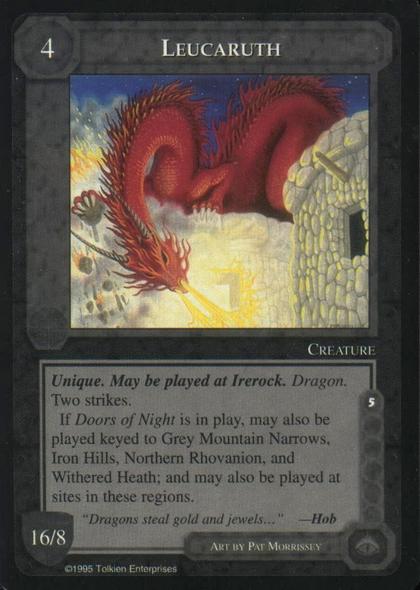 4
LEUCARUTH
CREATURE
Unique. May be played at Irerock. Dragon.
Two strikes.
If Doors of Night is in play, may also be
played keyed to Grey Mountain Narrows,
Iron Hills, Northern Rhovanion, and
Withered Heath; and may also be played at
sites in these regions.
5
“Dragons steal gold and jewels...” —Hob
16/8
ART BY PAT MORRISSEY
©1995 Tolkien Enterprises